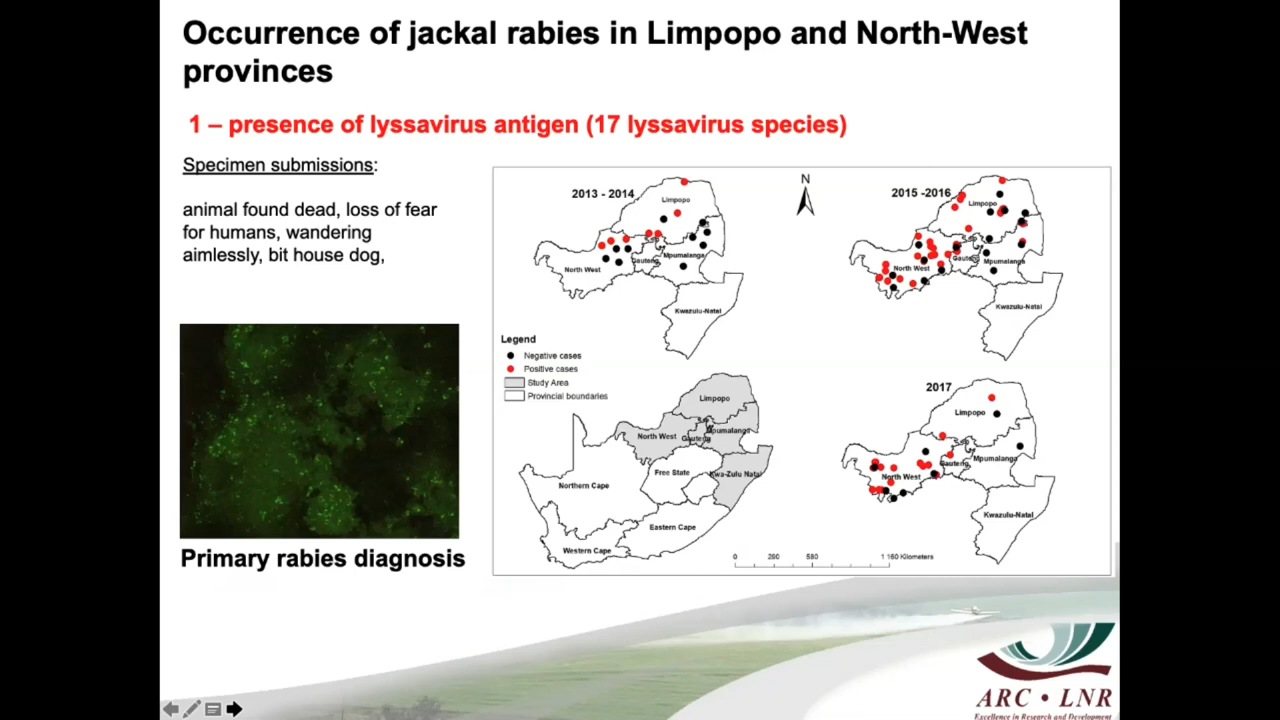 Occurrence of jackal rabies in Limpopo and North-West
provinces
1 – presence of lyssavirus antigen (17 lyssavirus species)
Specimen submissions:
animal found dead, loss of fear
for humans, wandering
aimlessly, bit house dog,
Primary rabies diagnosis
2013 - 2014
Limpopo
North West
Gauteng
Mpumalanga
Kwazulu-Natal
N
2015 -2016
Limpopo
North West
Gauteng
Mpumalanga
Kwazulu-Natal
Legend
Negative cases
Positive cases
Study Area
Provincial boundaries
Limpopo
North West
Gauteng
Mpumalanga
Free State
Kwa-Zulu Natal
Northern Cape
Eastern Cape
Western Cape
2017
Limpopo
North West
Gauteng
Mpumalanga
Kwazulu-Natal
0 290 580 1 160 Kilometers
ARC • LNR
Excellence in Research and Development